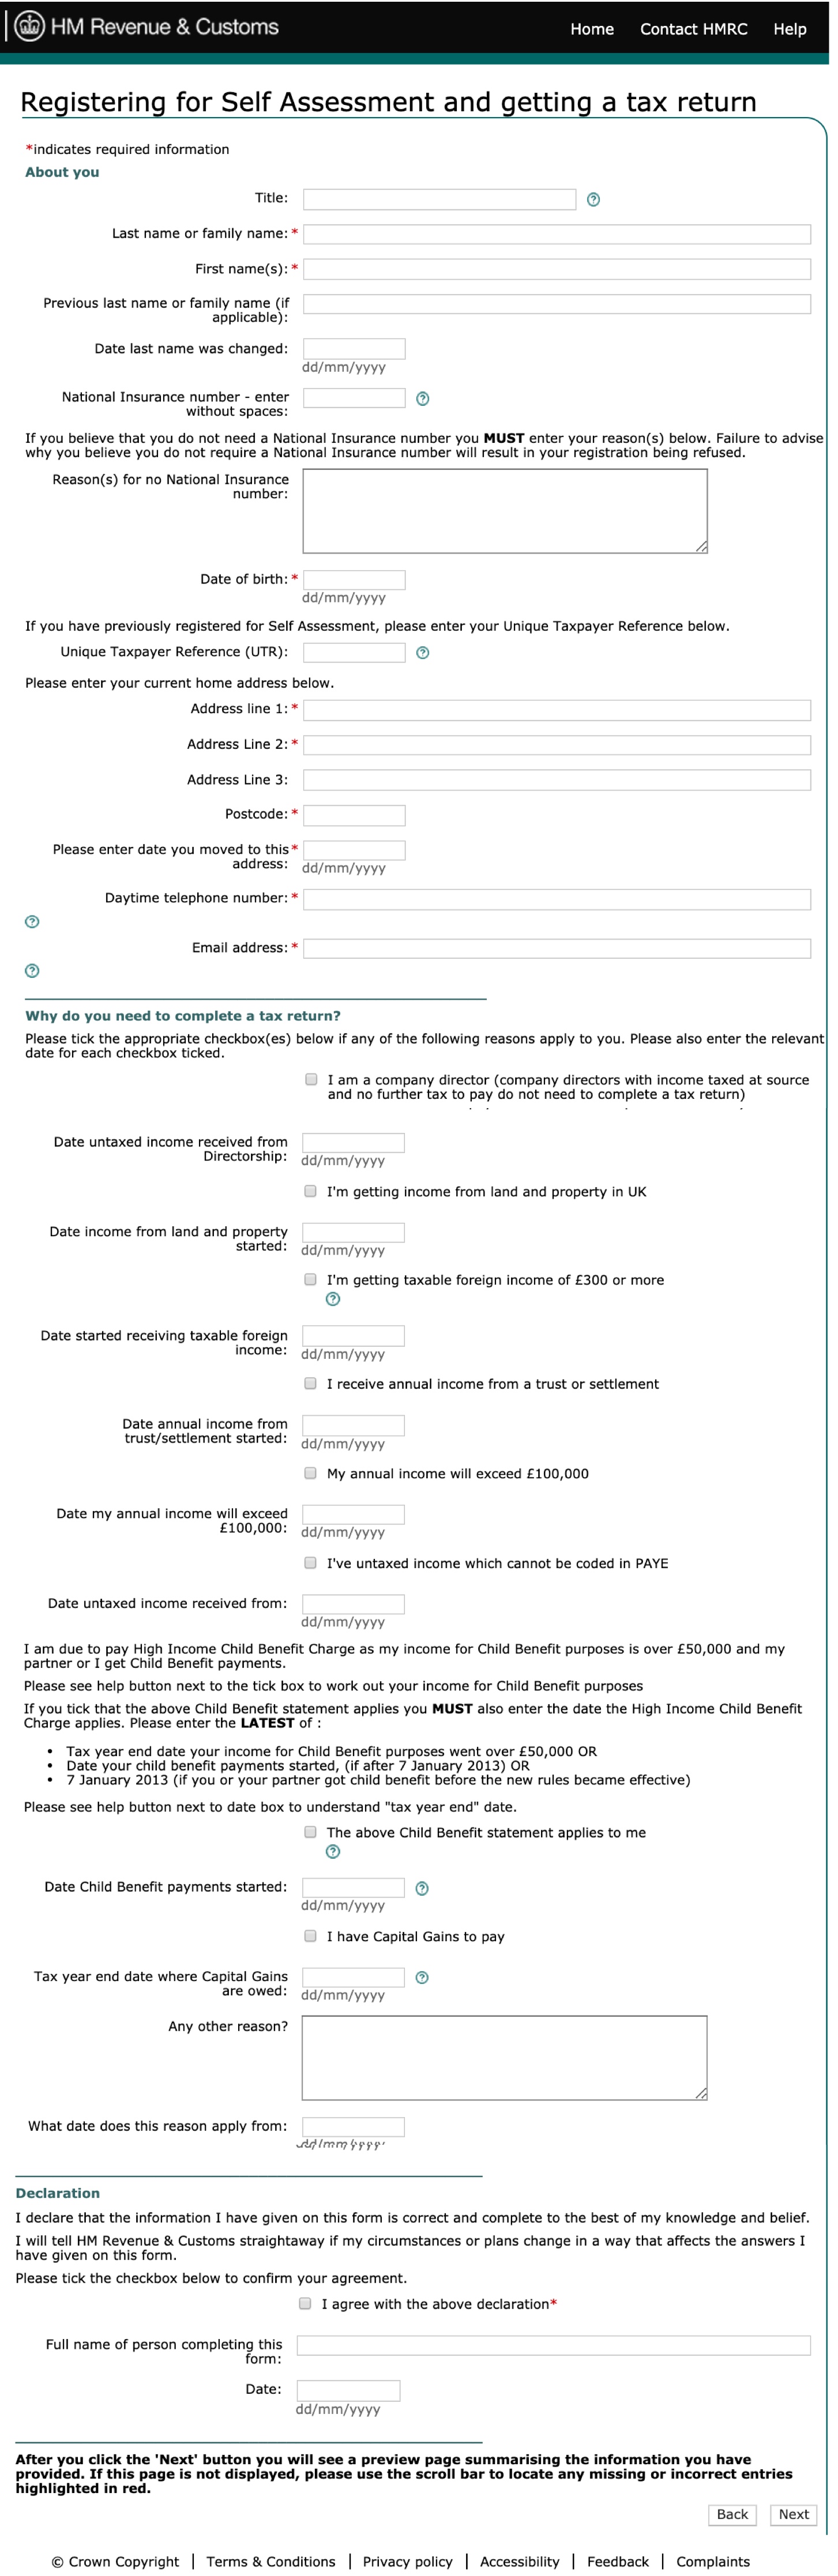 HM Revenue & Customs
Home Contact HMRC Help
Registering for Self Assessment and getting a tax return
*indicates required information
About you
Title: ?
Last name or family name: *
First name(s): *
Previous last name or family name (if
applicable):
Date last name was changed:
dd/mm/yyyy
National Insurance number - enter ?
without spaces:
If you believe that you do not need a National Insurance number you MUST enter your reason(s) below. Failure to advise
why you believe you do not require a National Insurance number will result in your registration being refused.
Reason(s) for no National Insurance
number:
Date of birth: *
dd/mm/yyyy
If you have previously registered for Self Assessment, please enter your Unique Taxpayer Reference below.
Unique Taxpayer Reference (UTR): ?
Please enter your current home address below.
Address line 1: *
Address Line 2: *
Address Line 3:
Postcode: *
Please enter date you moved to this *
address:
dd/mm/yyyy
Daytime telephone number: *
?
Email address: *
?
Why do you need to complete a tax return?
Please tick the appropriate checkbox(es) below if any of the following reasons apply to you. Please also enter the relevant
date for each checkbox ticked.
I am a company director (company directors with income taxed at source
and no further tax to pay do not need to complete a tax return)
Date untaxed income received from
Directorship:
dd/mm/yyyy
I'm getting income from land and property in UK
Date income from land and property
started:
dd/mm/yyyy
I'm getting taxable foreign income of £300 or more
?
Date started receiving taxable foreign
income:
dd/mm/yyyy
I receive annual income from a trust or settlement
Date annual income from
trust/settlement started:
dd/mm/yyyy
My annual income will exceed £100,000
Date my annual income will exceed
£100,000:
dd/mm/yyyy
I've untaxed income which cannot be coded in PAYE
Date untaxed income received from:
dd/mm/yyyy
I am due to pay High Income Child Benefit Charge as my income for Child Benefit purposes is over £50,000 and my
partner or I get Child Benefit payments.
Please see help button next to the tick box to work out your income for Child Benefit purposes
If you tick that the above Child Benefit statement applies you MUST also enter the date the High Income Child Benefit
Charge applies. Please enter the LATEST of :
• Tax year end date your income for Child Benefit purposes went over £50,000 OR
• Date your child benefit payments started, (if after 7 January 2013) OR
• 7 January 2013 (if you or your partner got child benefit before the new rules became effective)
Please see help button next to date box to understand "tax year end" date.
The above Child Benefit statement applies to me
?
Date Child Benefit payments started: ?
dd/mm/yyyy
I have Capital Gains to pay
Tax year end date where Capital Gains ?
are owed:
dd/mm/yyyy
Any other reason?
What date does this reason apply from:
dd/mm/yyyy
Declaration
I declare that the information I have given on this form is correct and complete to the best of my knowledge and belief.
I will tell HM Revenue & Customs straightaway if my circumstances or plans change in a way that affects the answers I
have given on this form.
Please tick the checkbox below to confirm your agreement.
I agree with the above declaration*
Full name of person completing this
form:
Date:
dd/mm/yyyy
After you click the 'Next' button you will see a preview page summarising the information you have
provided. If this page is not displayed, please use the scroll bar to locate any missing or incorrect entries
highlighted in red.
Back Next
© Crown Copyright | Terms & Conditions | Privacy policy | Accessibility | Feedback | Complaints